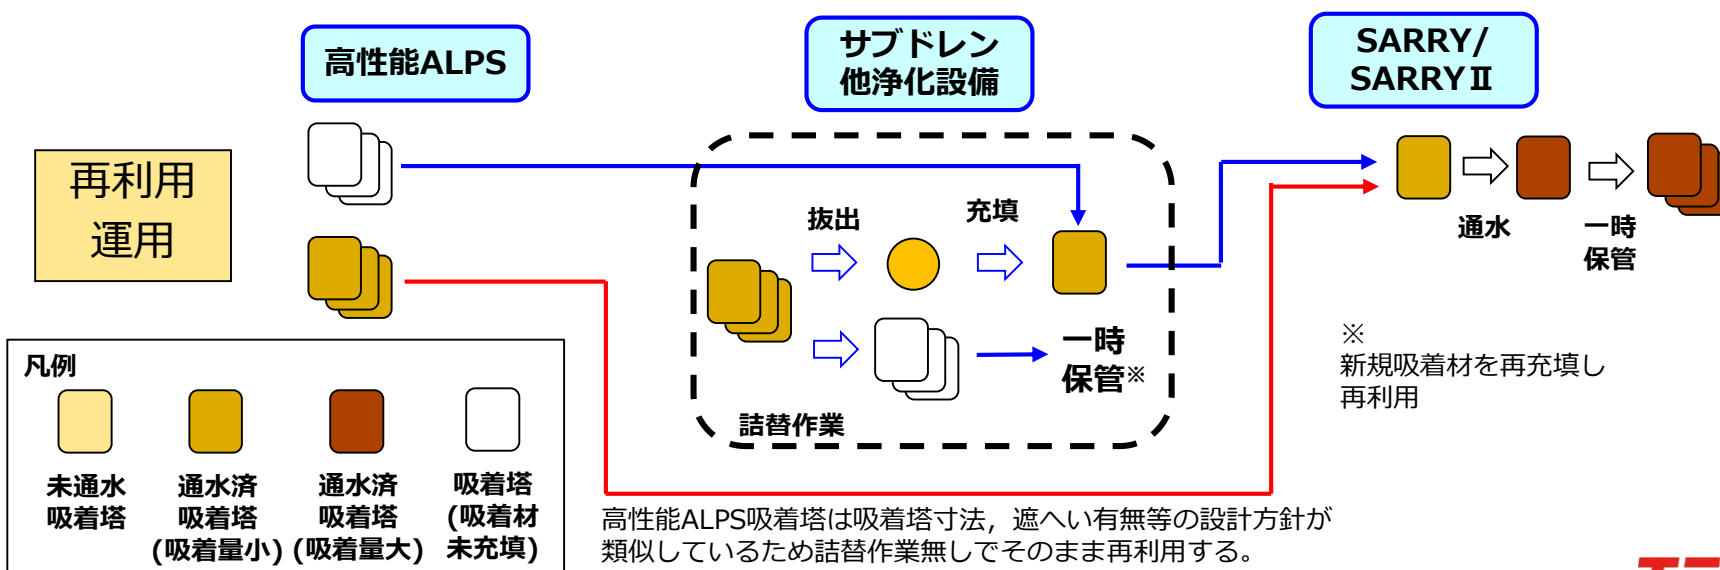 高性能ALPS
サブドレン
他浄化設備
SARRY/
SARRYⅡ
再利用
運用
抜出
充填
通水
一時
保管
一時
保管※
詰替作業
※
新規吸着材を再充填し
再利用
凡例
未通水
吸着塔
通水済
吸着塔
(吸着量小)
通水済
吸着塔
(吸着量大)
吸着塔
(吸着材
未充填)
高性能ALPS吸着塔は吸着塔寸法，遮へい有無等の設計方針が
類似しているため詰替作業無しでそのまま再利用する。